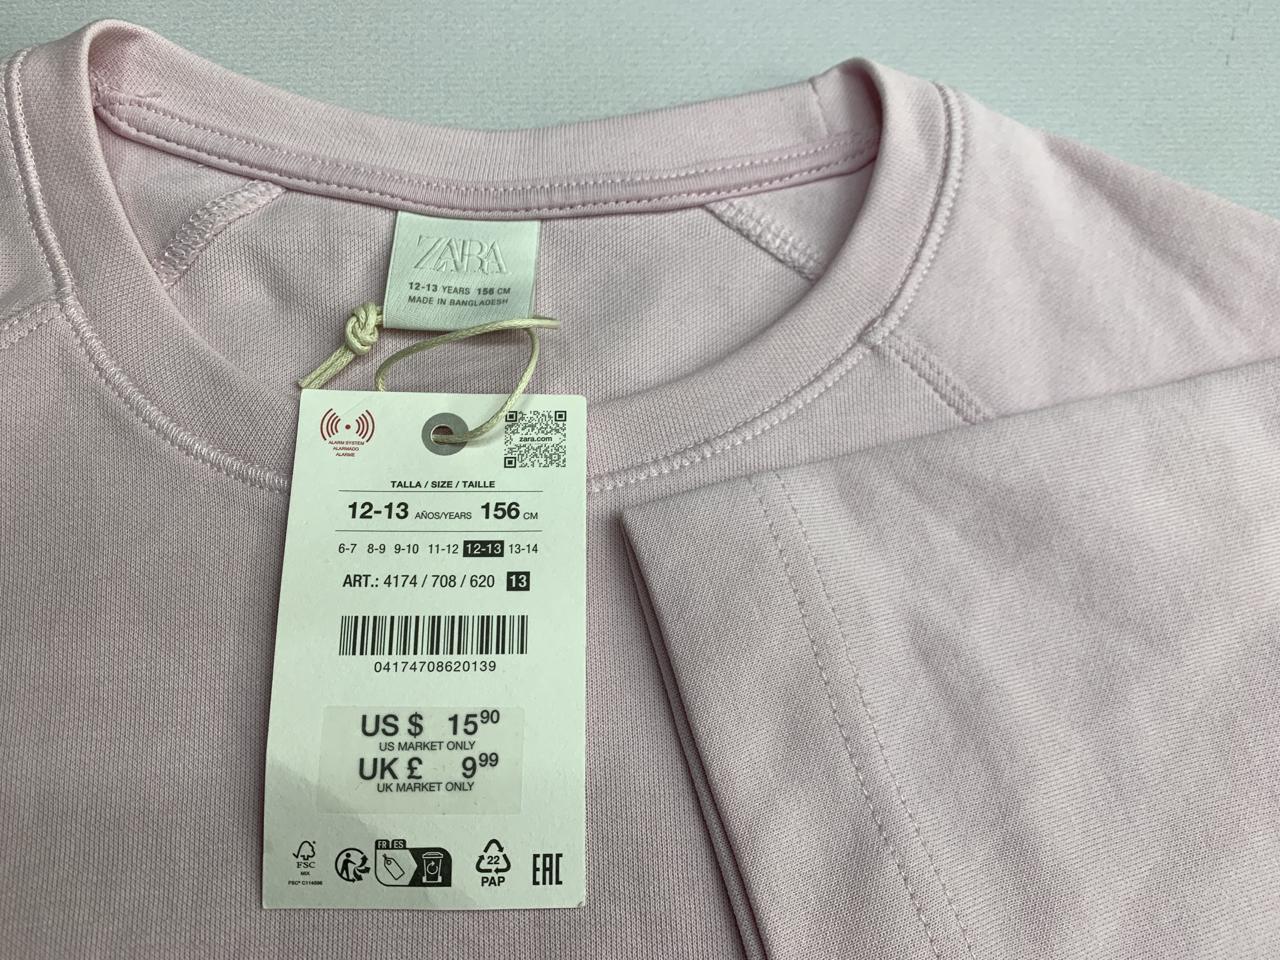 ZARA
12-13 YEARS 156 CM
MADE IN BANGLADESH
ALARM SYSTEM
ALARMADO
ALARME
zara.com
TALLA / SIZE / TAILLE
12-13 AÑOS/YEARS 156 CM
6-7 8-9 9-10 11-12 12-13 13-14
ART.: 4174 / 708 / 620 13
04174708620139
US $ 15 90
US MARKET ONLY
UK £ 9 99
UK MARKET ONLY
FR ES
FSC
MIX
22
PAP
EAC